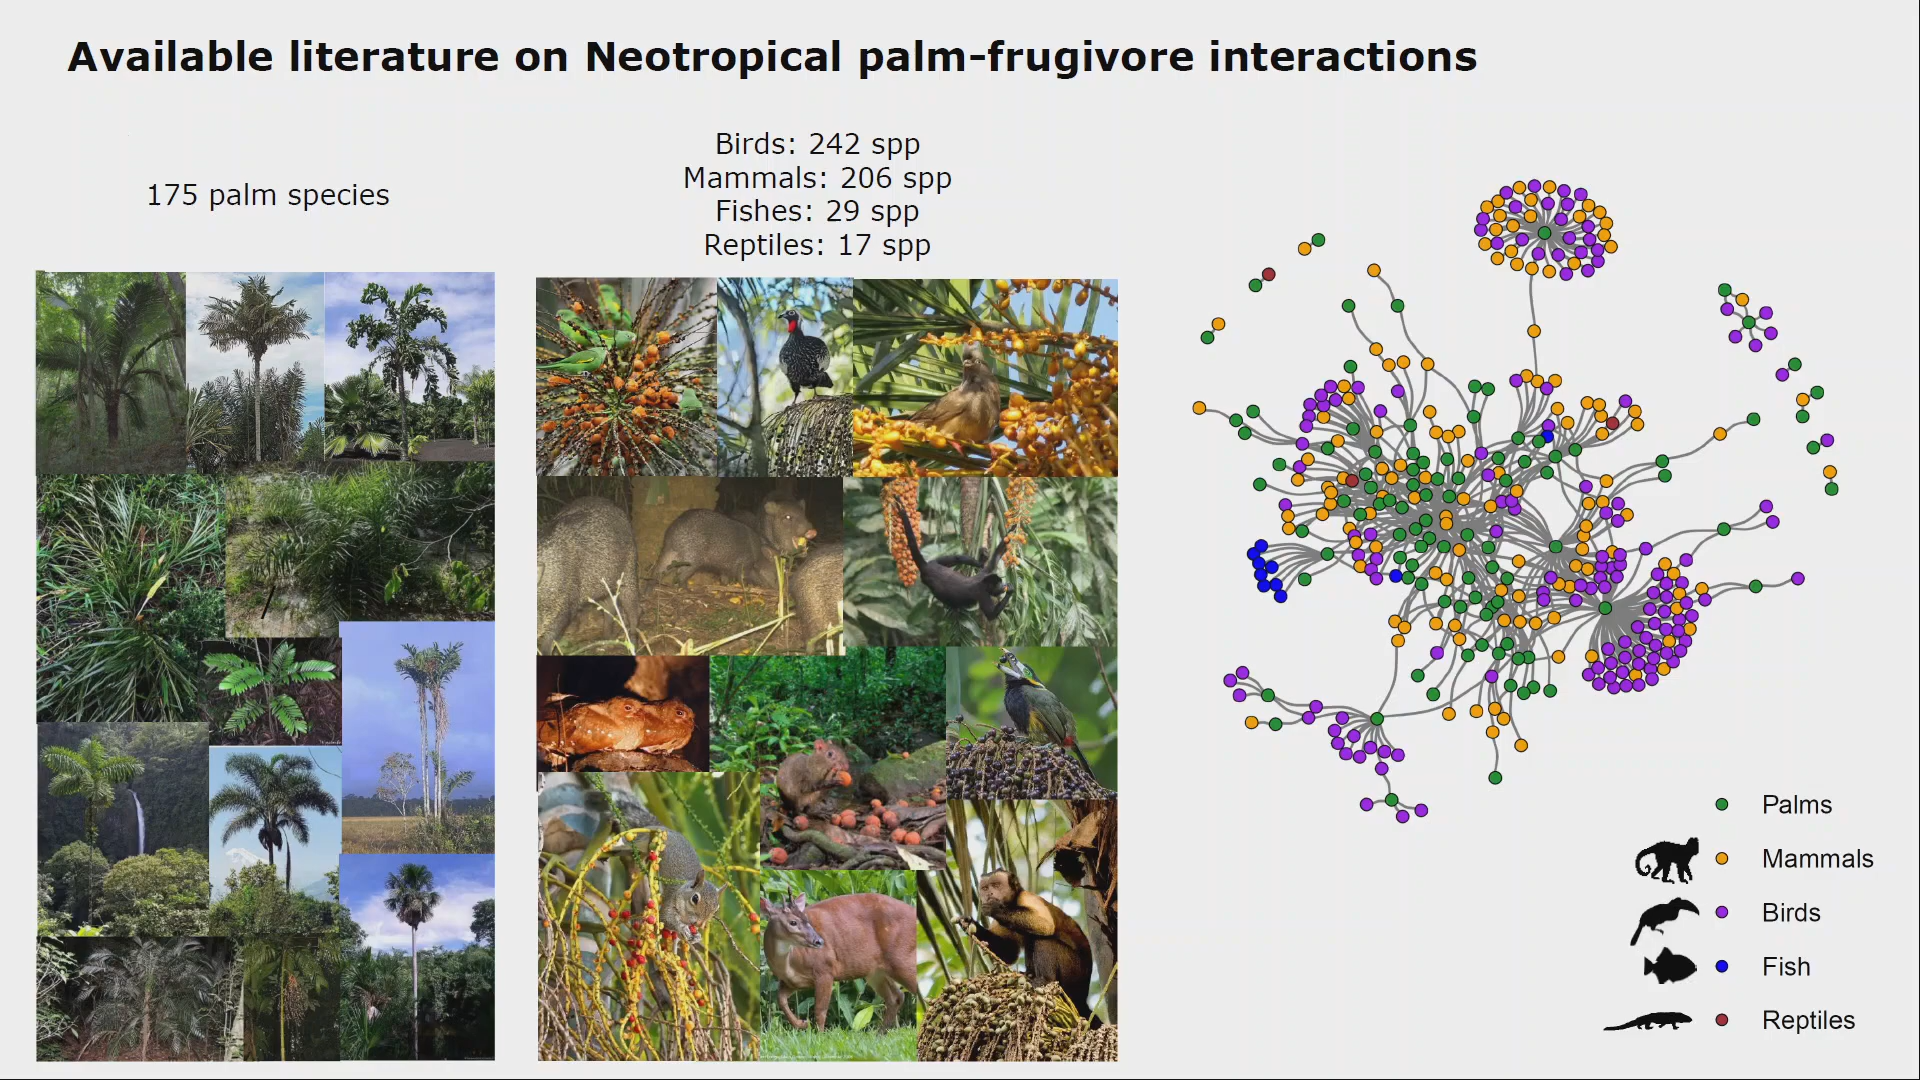 Available literature on Neotropical palm-frugivore interactions
175 palm species
Birds: 242 spp
Mammals: 206 spp
Fishes: 29 spp
Reptiles: 17 spp
Palms
Mammals
Birds
Fish
Reptiles